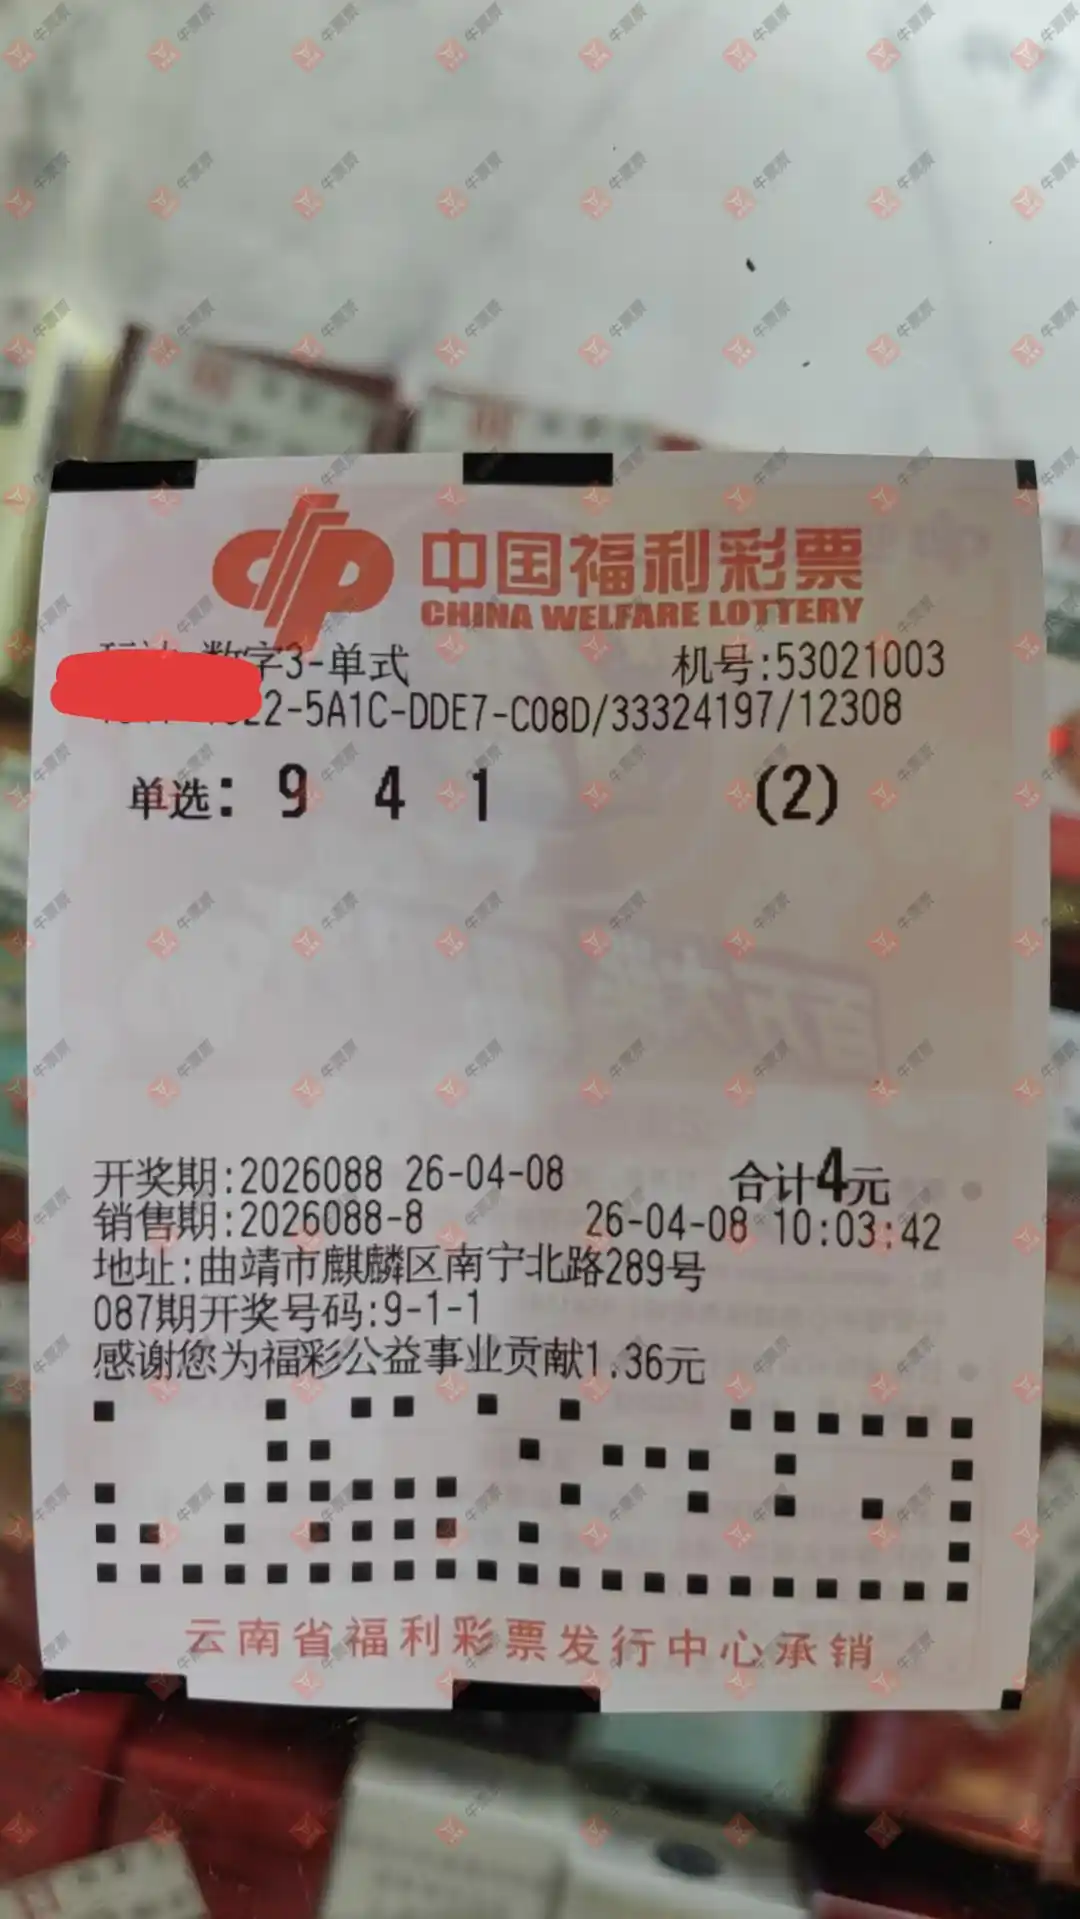 中国福利彩票
CHINA WELFARE LOTTERY
数字3-单式 机号:53021003
22-5A1C-DDE7-C08D/33324197/12308
单选: 9 4 1 (2)
开奖期:2026088 26-04-08 合计4元
销售期:2026088-8 26-04-08 10:03:42
地址:曲靖市麒麟区南宁北路289号
087期开奖号码:9-1-1
感谢您为福彩公益事业贡献1.36元
云南省福利彩票发行中心承销
牛票票